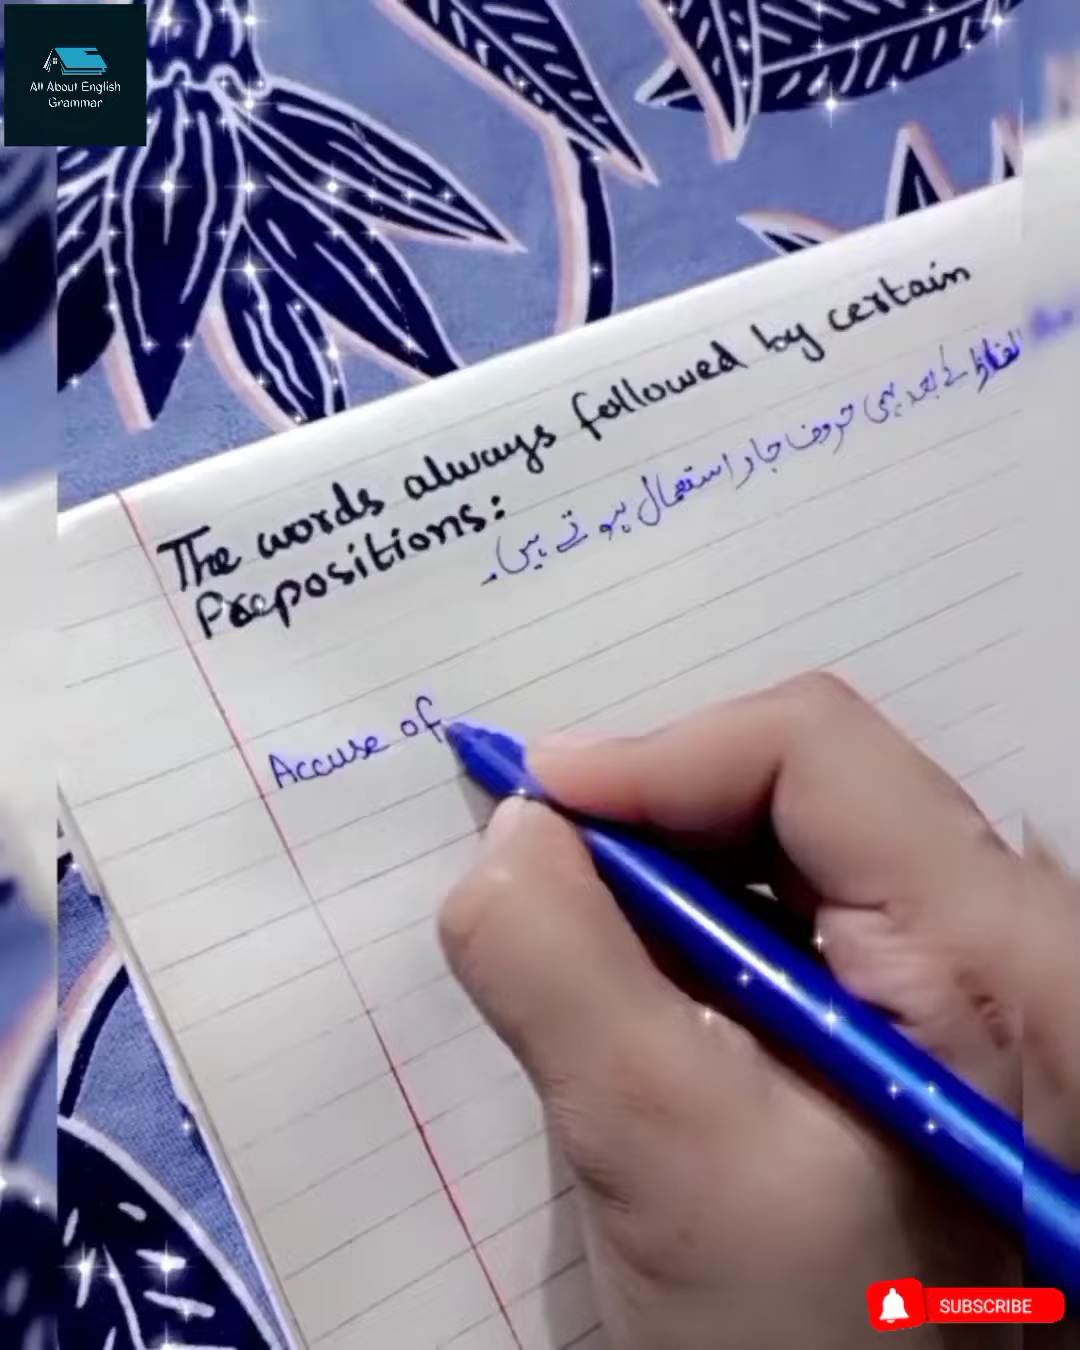 All About English
Grammar
The words always followed by certain
الفاظ کے بعد یہی حروف جار استعمال ہوتے ہیں۔
Prepositions:
Accuse of
SUBSCRIBE